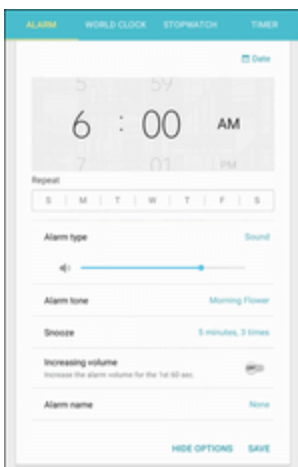 ALARM WORLD CLOCK STOPWATCH TIMER
Date
5 59
6 : 00 AM
7 01 PM
Repeat
S M T W T F S
Alarm type Sound
Alarm tone Morning Flower
Snooze 5 minutes, 3 times
Increasing volume
Increase the alarm volume for the 1st 60 sec.
OFF
Alarm name None
HIDE OPTIONS SAVE